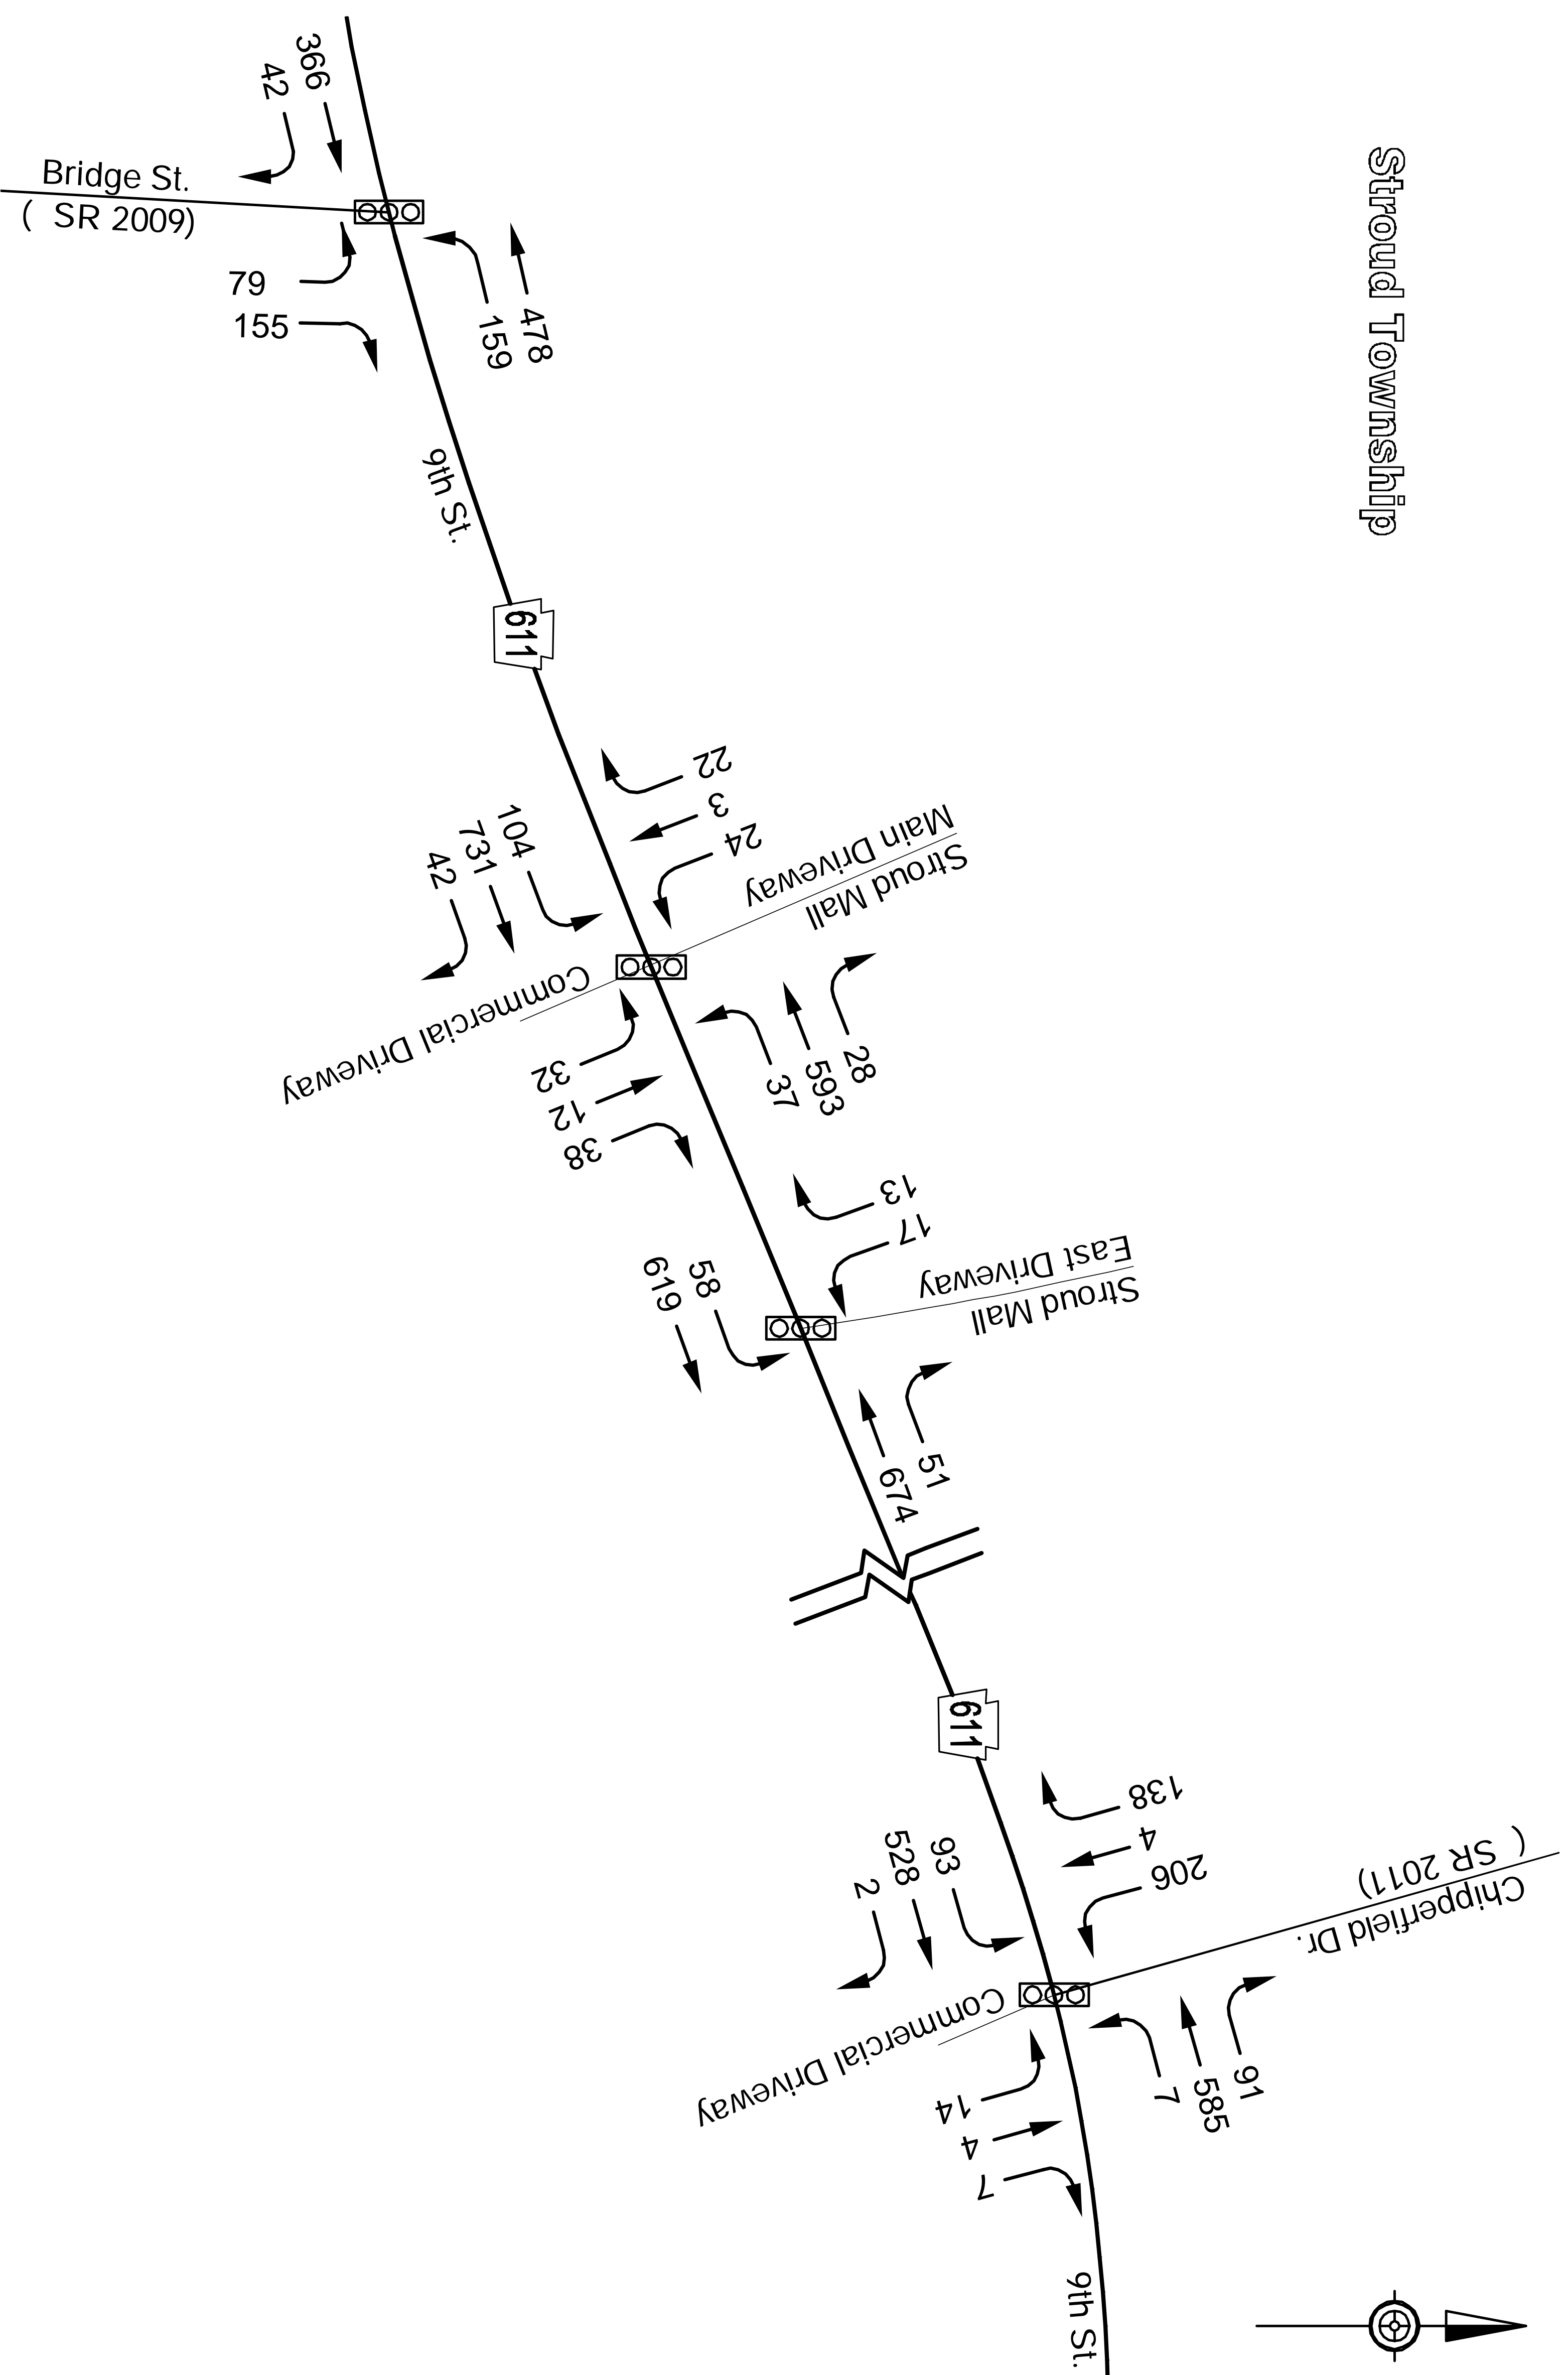 Stroud Township
366
42
Bridge St.
( SR 2009)
79
155
478
159
9th St.
611
22
3
24
Main Driveway
Stroud Mall
104
731
42
Commercial Driveway
32
12
38
28
593
37
13
17
East Driveway
Stroud Mall
58
619
51
674
611
138
4
206
( SR 2011)
Chipperfield Dr.
93
528
2
Commercial Driveway
14
4
7
91
585
7
9th St.